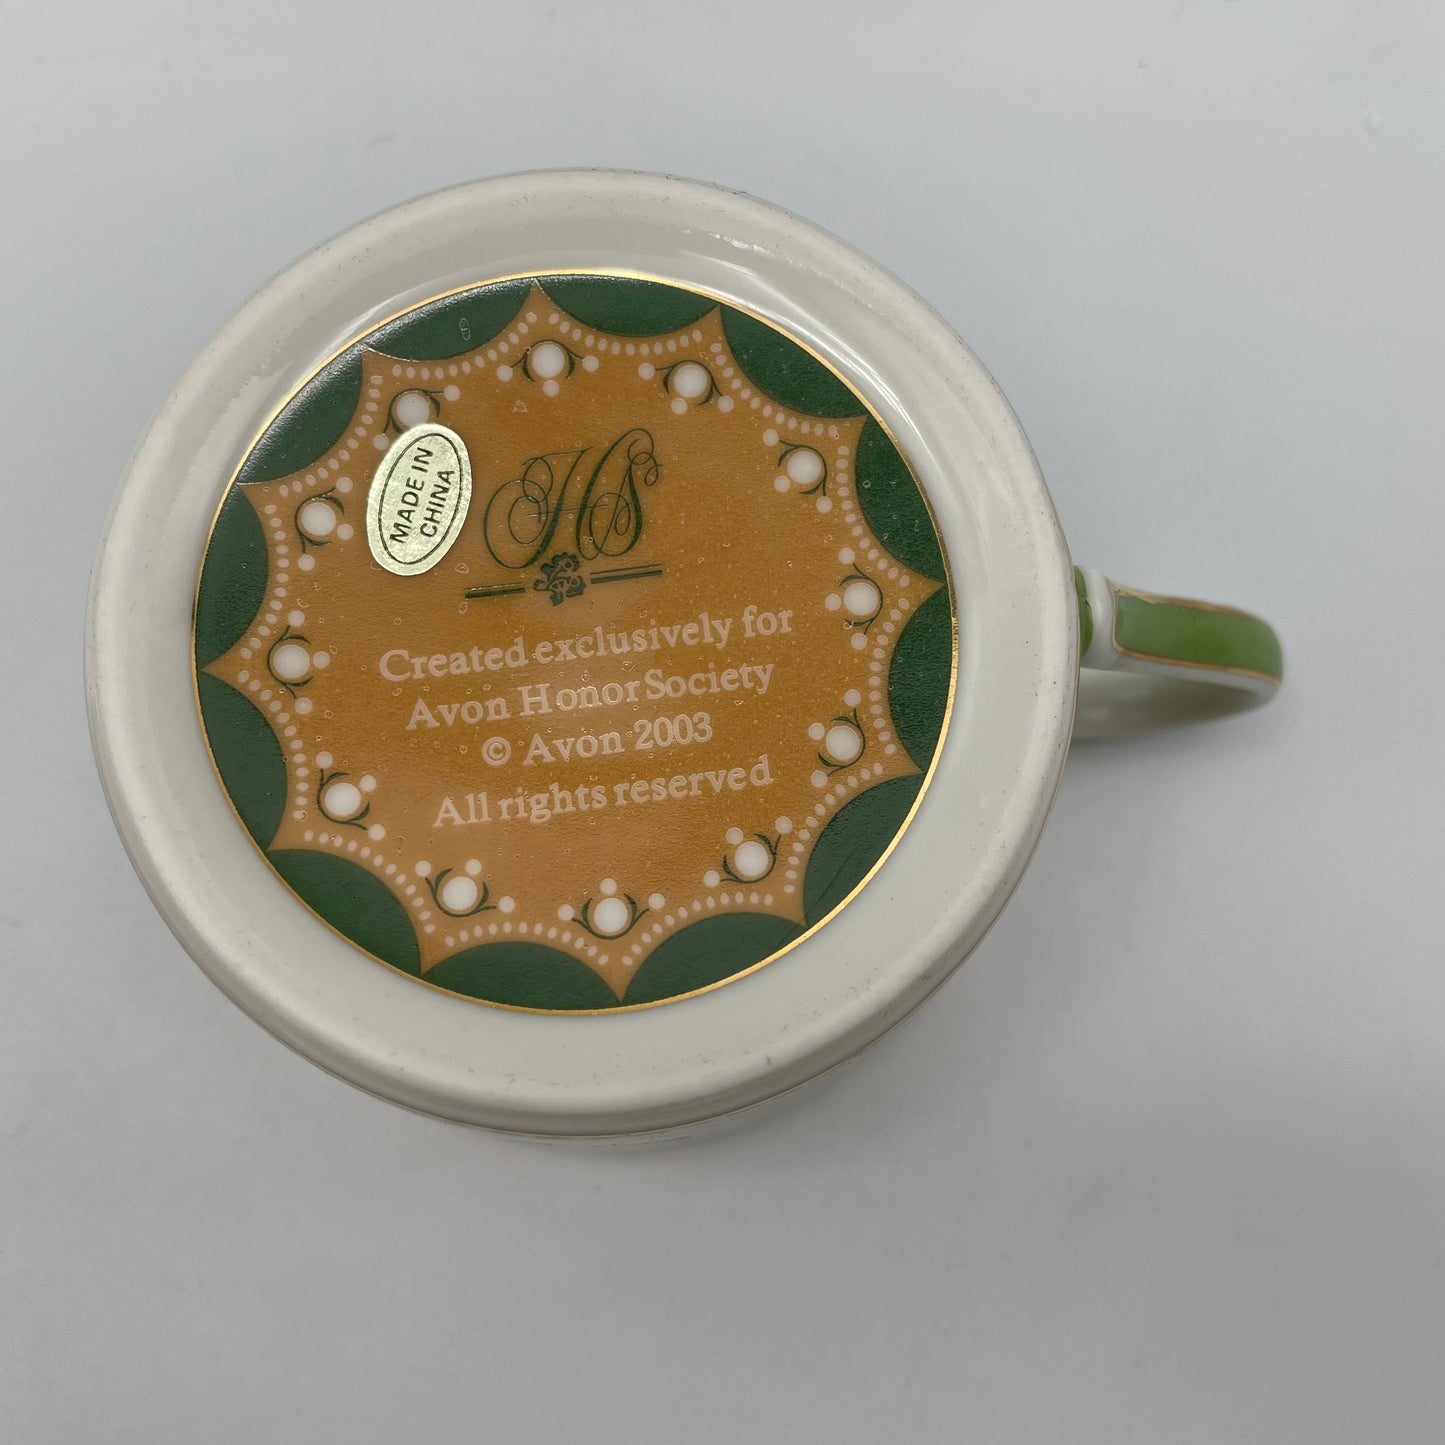 MADE IN
CHINA
HS
Created exclusively for
Avon Honor Society
© Avon 2003
All rights reserved